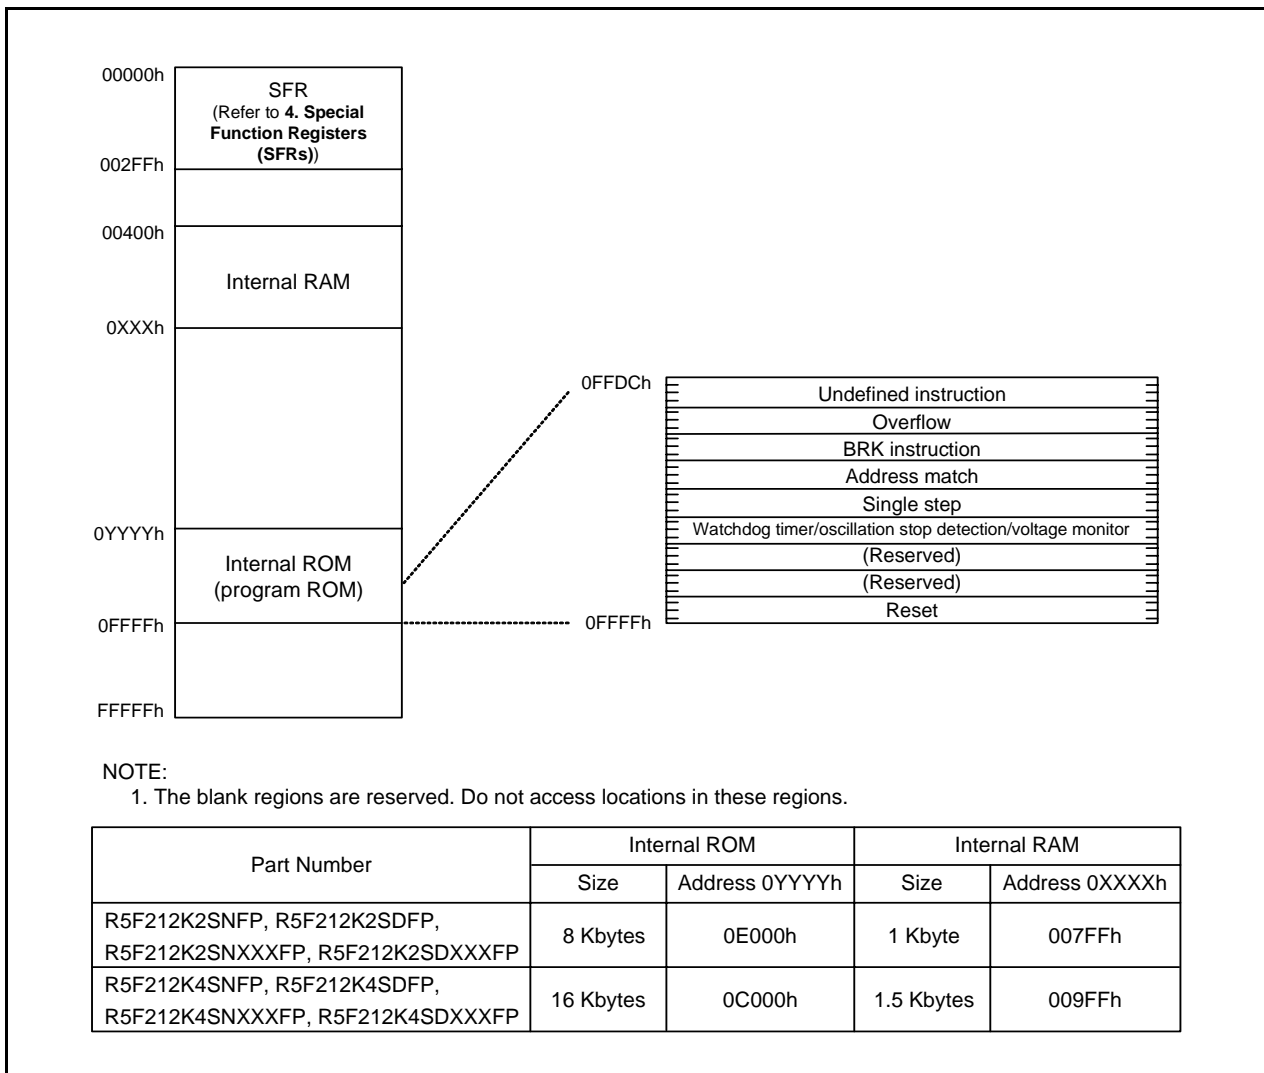 00000h
SFR
(Refer to 4. Special
Function Registers
(SFRs))
002FFh
00400h
Internal RAM
0XXXh
0YYYYh
Internal ROM
(program ROM)
0FFFFh
FFFFFh
0FFDCh
Undefined instruction
Overflow
BRK instruction
Address match
Single step
Watchdog timer/oscillation stop detection/voltage monitor
(Reserved)
(Reserved)
Reset
0FFFFh
NOTE:
1. The blank regions are reserved. Do not access locations in these regions.
Part Number
Internal ROM
Internal RAM
Size
Address 0YYYYh
Size
Address 0XXXXh
R5F212K2SNFP, R5F212K2SDFP,
R5F212K2SNXXXFP, R5F212K2SDXXXFP
8 Kbytes
0E000h
1 Kbyte
007FFh
R5F212K4SNFP, R5F212K4SDFP,
R5F212K4SNXXXFP, R5F212K4SDXXXFP
16 Kbytes
0C000h
1.5 Kbytes
009FFh